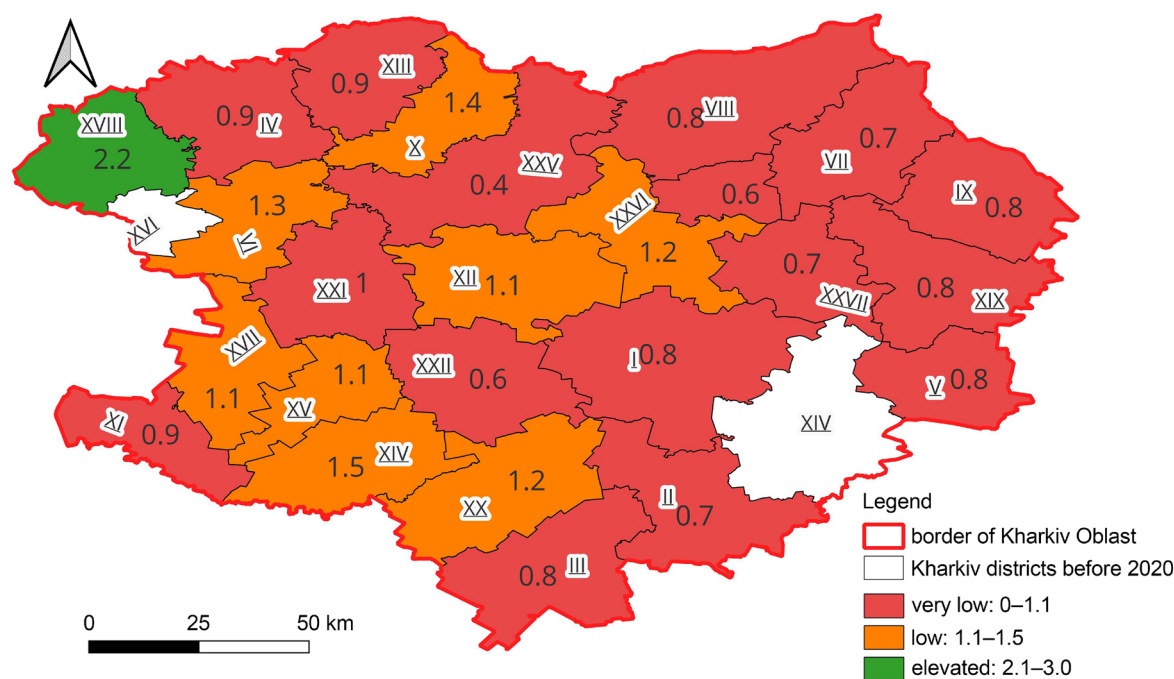 XIII
0.9
1.4
X
0.9
IV
XVIII
2.2
XVI
1.3
VI
XXV
0.4
0.8
VIII
0.7
VII
0.6
IX
0.8
XXVI
1.2
XII
1.1
XXI
1
0.7
XXVII
0.8
XIX
XVII
1.1
1.1
XV
XXII
0.6
I
0.8
V
0.8
XI
0.9
1.5
XIV
XIV
1.2
XX
II
0.7
0.8
III
Legend
border of Kharkiv Oblast
Kharkiv districts before 2020
very low: 0–1.1
low: 1.1–1.5
elevated: 2.1–3.0
0 25 50 km